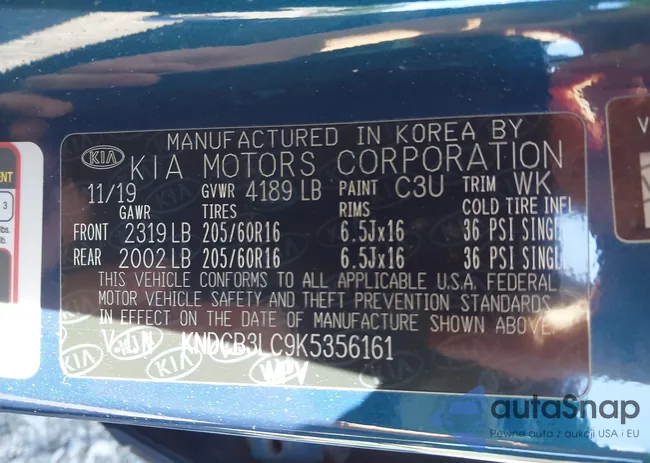 MANUFACTURED IN KOREA BY
KIA KIA MOTORS CORPORATION
11/19 GVWR 4189 LB PAINT C3U TRIM WK
GAWR TIRES RIMS COLD TIRE INFL
FRONT 2319 LB 205/60R16 6.5Jx16 36 PSI SINGL
REAR 2002 LB 205/60R16 6.5Jx16 36 PSI SINGL
THIS VEHICLE CONFORMS TO ALL APPLICABLE U.S.A. FEDERAL
MOTOR VEHICLE SAFETY AND THEFT PREVENTION STANDARDS
IN EFFECT ON THE DATE OF MANUFACTURE SHOWN ABOVE.
V.I.N KNDCB3LC9K5356161
MPV
autoSnap
Pewne auta z aukcji USA i EU